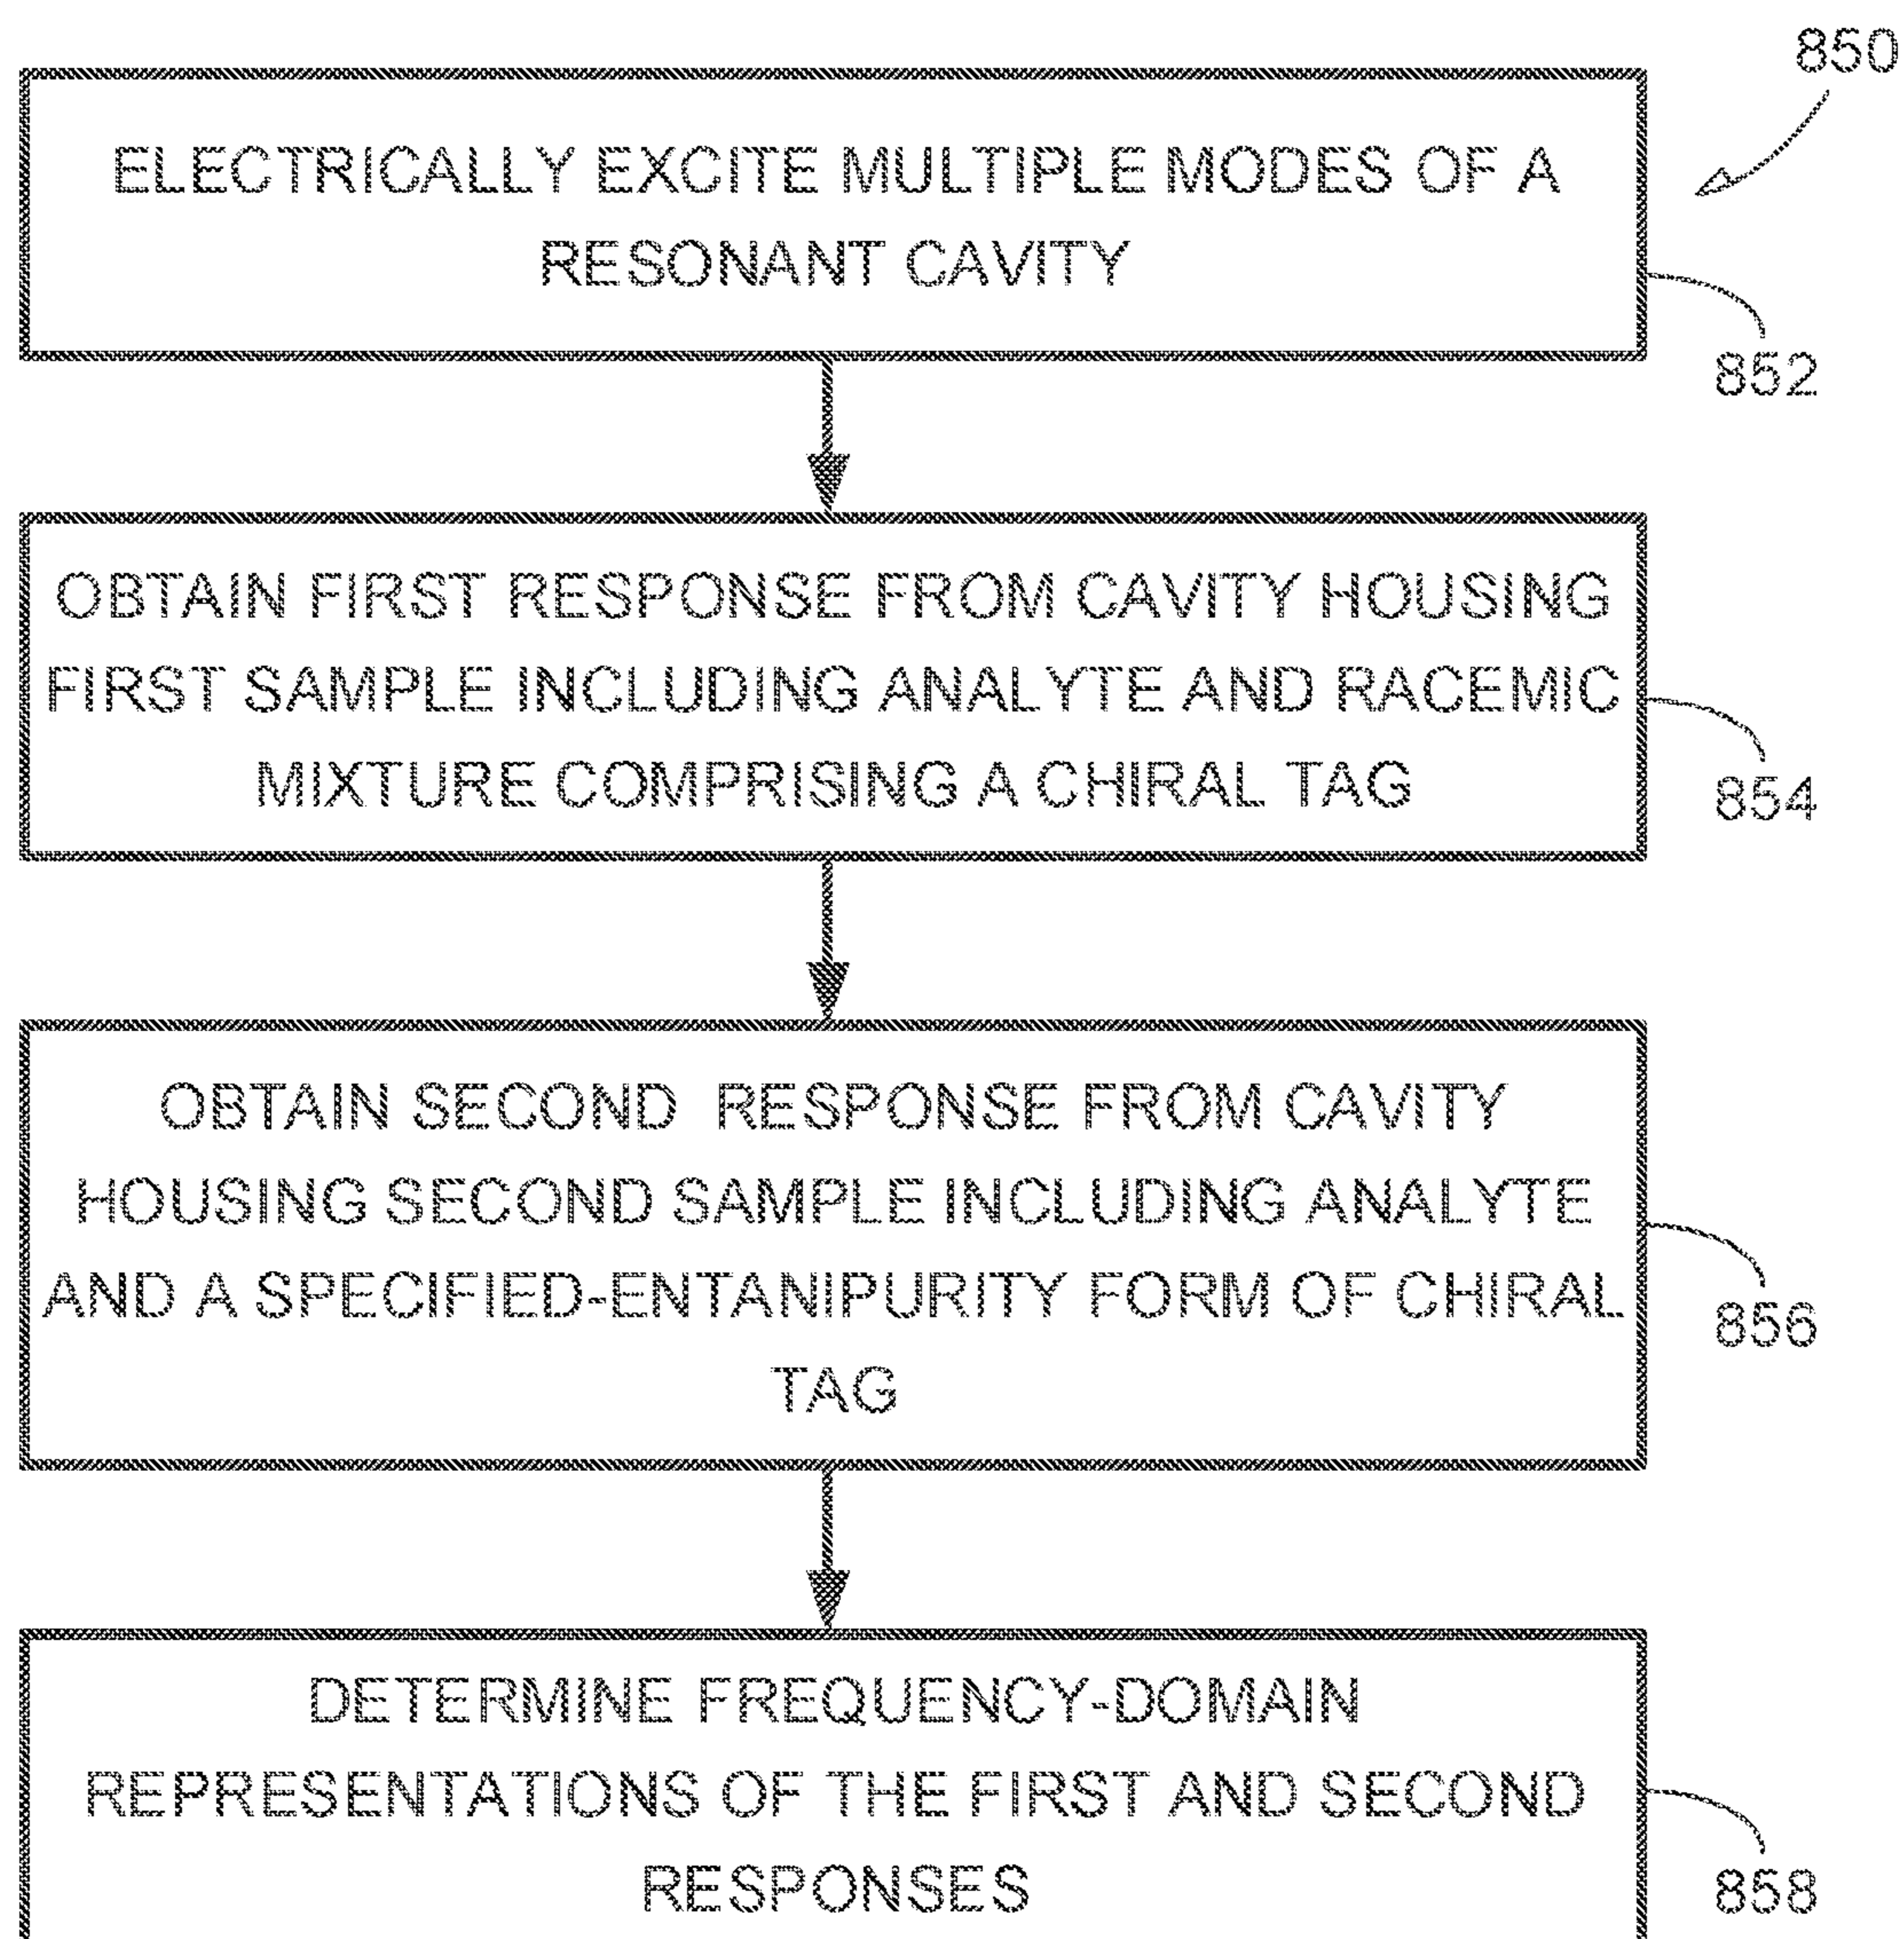 850
ELECTRICALLY EXCITE MULTIPLE MODES OF A
RESONANT CAVITY
852
OBTAIN FIRST RESPONSE FROM CAVITY HOUSING
FIRST SAMPLE INCLUDING ANALYTE AND RACEMIC
MIXTURE COMPRISING A CHIRAL TAG
854
OBTAIN SECOND RESPONSE FROM CAVITY
HOUSING SECOND SAMPLE INCLUDING ANALYTE
AND A SPECIFIED-ENTANIPURITY FORM OF CHIRAL
TAG
856
DETERMINE FREQUENCY-DOMAIN
REPRESENTATIONS OF THE FIRST AND SECOND
RESPONSES
858